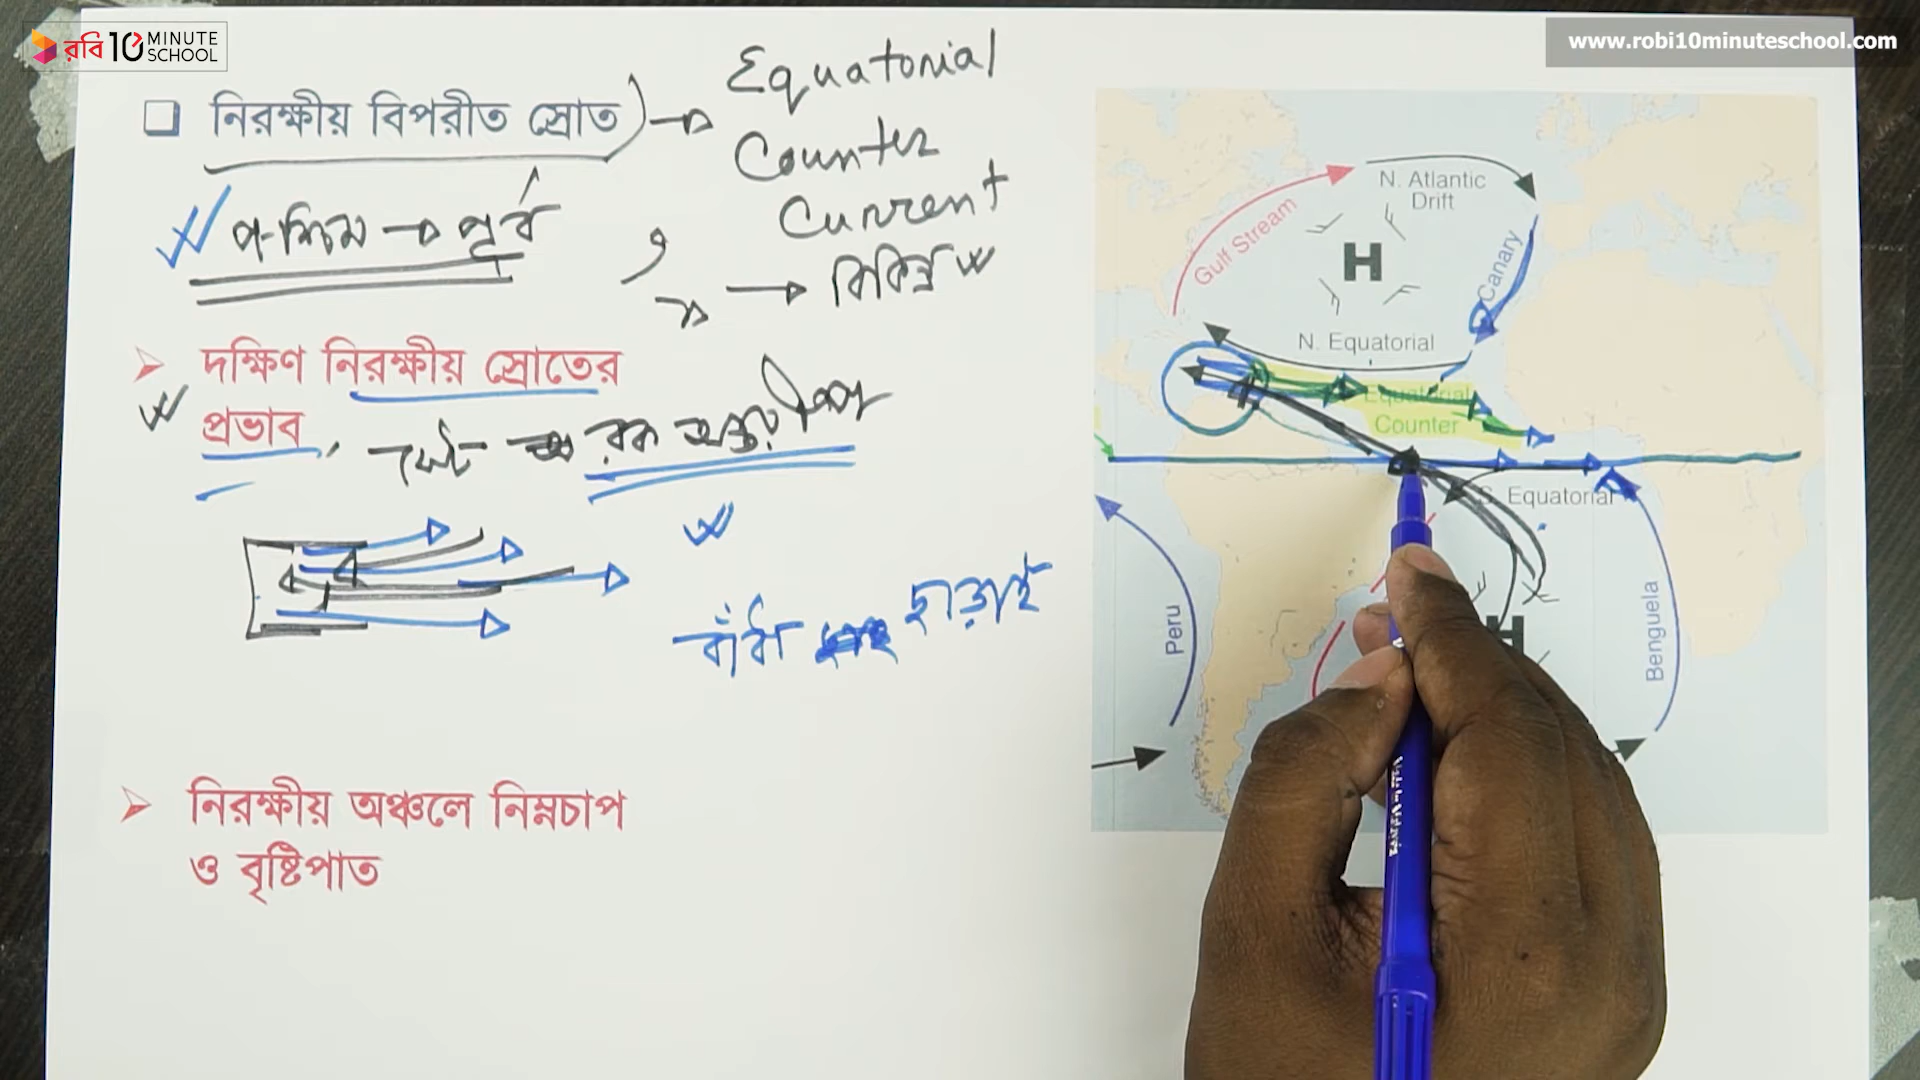 রবি 10 MINUTE SCHOOL
www.robi10minuteschool.com
নিরক্ষীয় বিপরীত স্রোত
Equatorial
Counter
Current
পশ্চিম → পূর্ব
দক্ষিণ নিরক্ষীয় স্রোতের
প্রভাব
বাঁধা ছাড়াই
নিরক্ষীয় অঞ্চলে নিম্নচাপ
ও বৃষ্টিপাত
N. Atlantic
Drift
Gulf Stream
H
Canary
N. Equatorial
Equatorial
Counter
S. Equatorial
Peru
H
Benguela